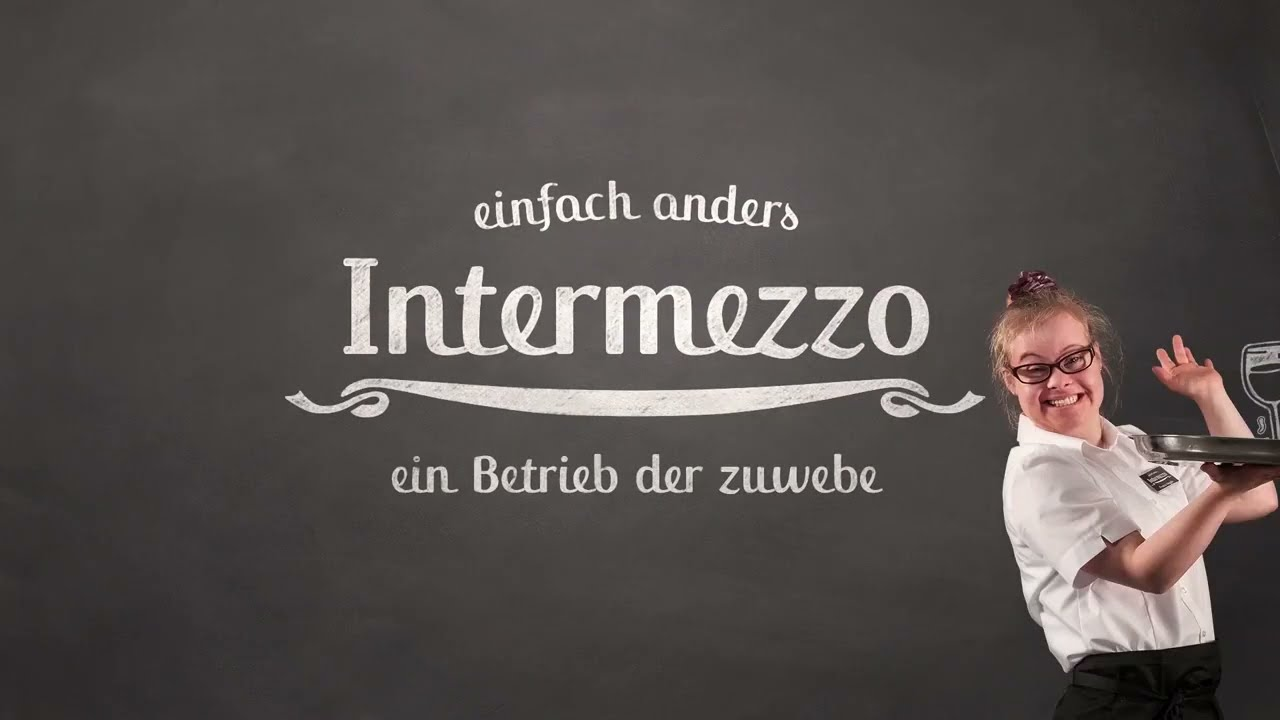 einfach anders
Intermezzo
ein Betrieb der zuwebe